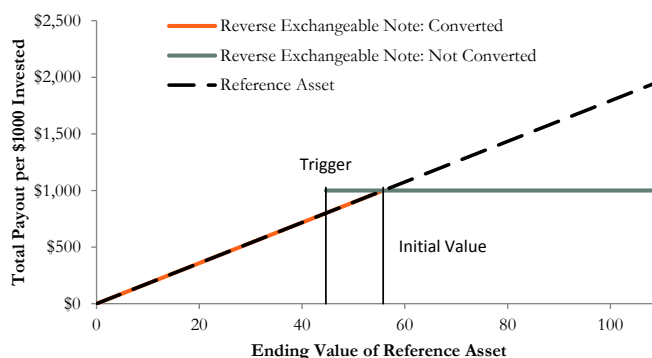 $2,500
$2,000
$1,500
$1,000
$500
$0
Total Payout per $1000 Invested
Reverse Exchangeable Note: Converted
Reverse Exchangeable Note: Not Converted
Reference Asset
Trigger
Initial Value
0 20 40 60 80 100
Ending Value of Reference Asset